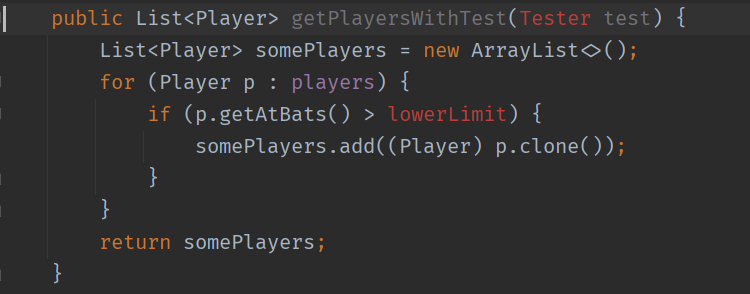 public List<Player> getPlayersWithTest(Tester test) {
    List<Player> somePlayers = new ArrayList<>();
    for (Player p : players) {
        if (p.getAtBats() > lowerLimit) {
            somePlayers.add((Player) p.clone());
        }
    }
    return somePlayers;
}